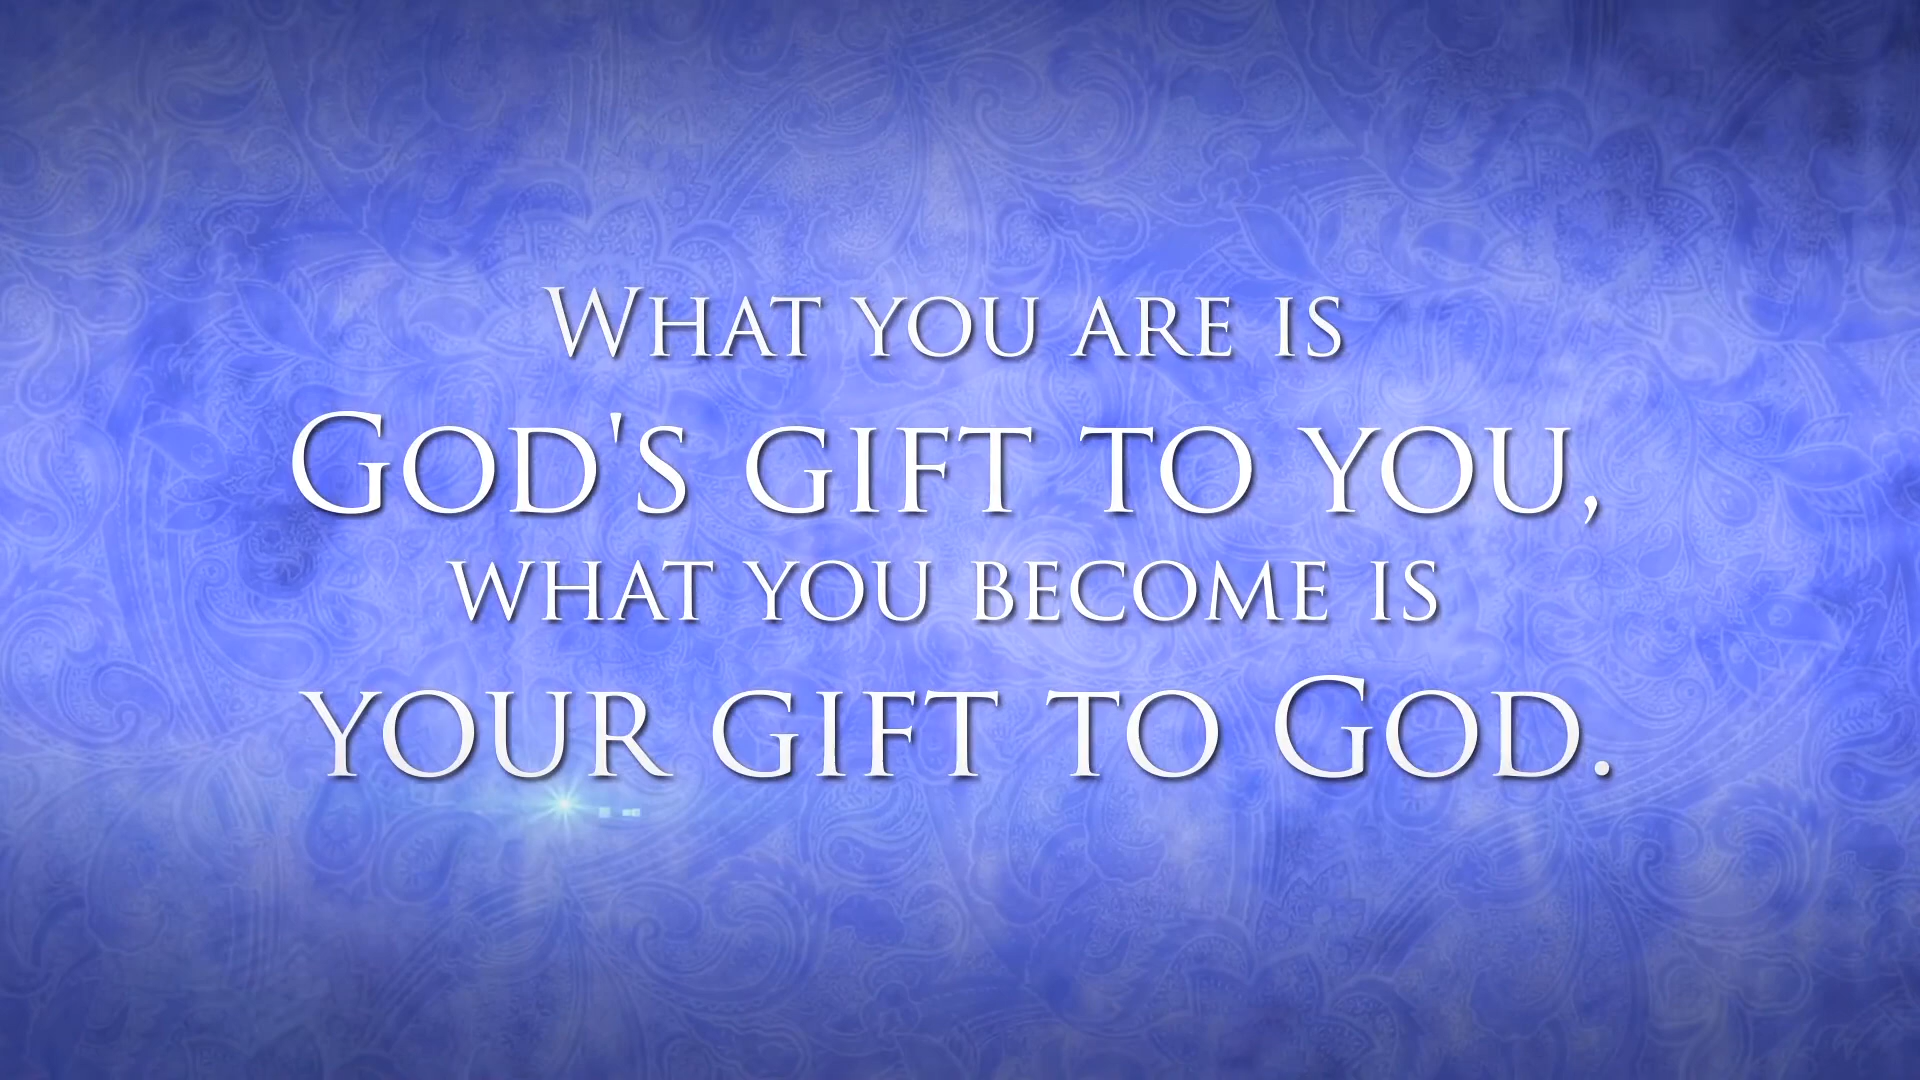 What you are is
God's gift to you,
what you become is
your gift to God.